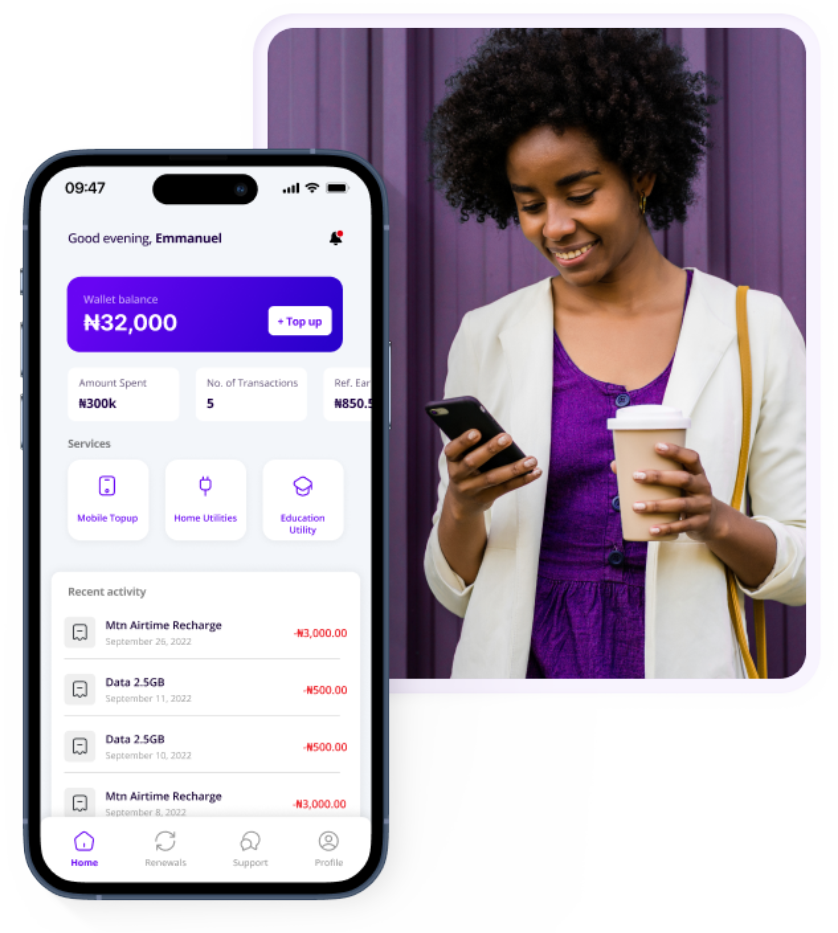 09:47
Good evening, Emmanuel
Wallet balance
₦32,000
+ Top up
Amount Spent
₦300k
No. of Transactions
5
Ref. Ear
₦850.5
Services
Mobile Topup
Home Utilities
Education
Utility
Recent activity
Mtn Airtime Recharge
-₦3,000.00
September 26, 2022
Data 2.5GB
-₦500.00
September 11, 2022
Data 2.5GB
-₦500.00
September 10, 2022
Mtn Airtime Recharge
-₦3,000.00
September 8, 2022
Home
Renewals
Support
Profile